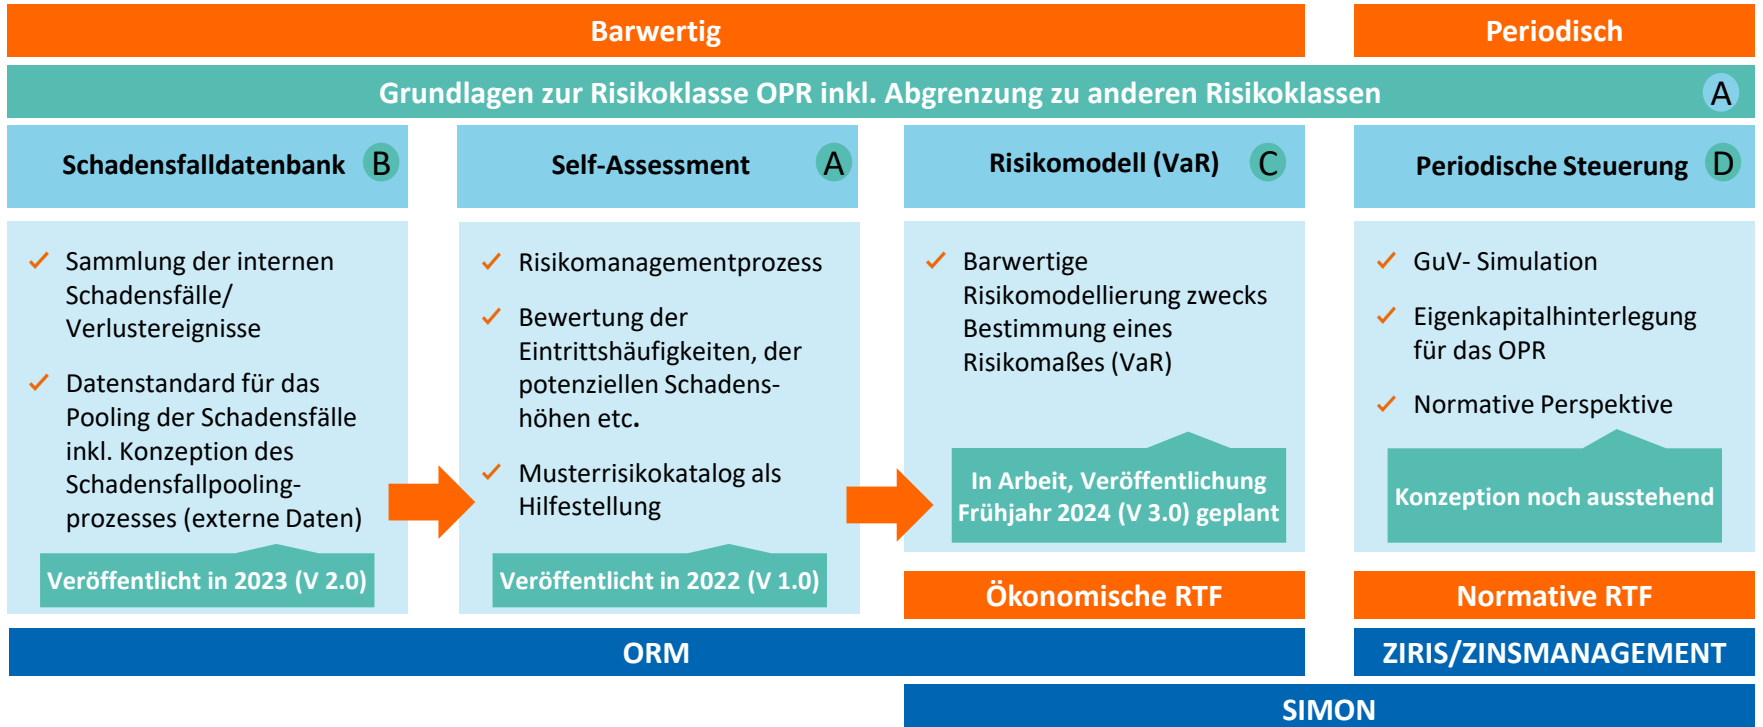 Barwertig
Periodisch
Grundlagen zur Risikoklasse OPR inkl. Abgrenzung zu anderen Risikoklassen
A
Schadensfalldatenbank
B
Sammlung der internen
Schadensfälle/
Verlustereignisse
Datenstandard für das
Pooling der Schadensfälle
inkl. Konzeption des
Schadensfallpooling-
prozesses (externe Daten)
Veröffentlicht in 2023 (V 2.0)
Self-Assessment
A
Risikomanagementprozess
Bewertung der
Eintrittshäufigkeiten, der
potenziellen Schadens-
höhen etc.
Musterrisikokatalog als
Hilfestellung
Veröffentlicht in 2022 (V 1.0)
Risikomodell (VaR)
C
Barwertige
Risikomodellierung zwecks
Bestimmung eines
Risikomaßes (VaR)
In Arbeit, Veröffentlichung
Frühjahr 2024 (V 3.0) geplant
Periodische Steuerung
D
GuV- Simulation
Eigenkapitalhinterlegung
für das OPR
Normative Perspektive
Konzeption noch ausstehend
Ökonomische RTF
Normative RTF
ORM
ZIRIS/ZINSMANAGEMENT
SIMON